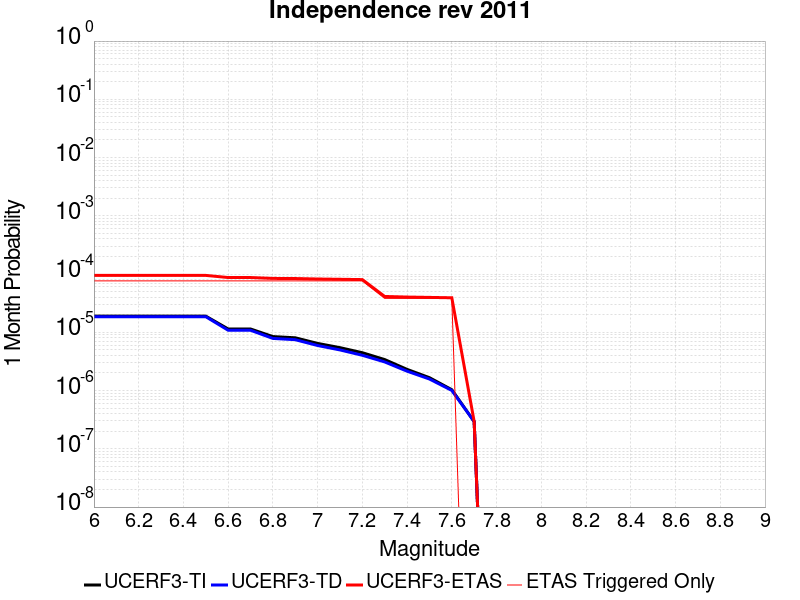 Independence rev 2011
1 Month Probability
10^0
10^-1
10^-2
10^-3
10^-4
10^-5
10^-6
10^-7
10^-8
6 6.2 6.4 6.6 6.8 7 7.2 7.4 7.6 7.8 8 8.2 8.4 8.6 8.8 9
Magnitude
UCERF3-TI UCERF3-TD UCERF3-ETAS ETAS Triggered Only